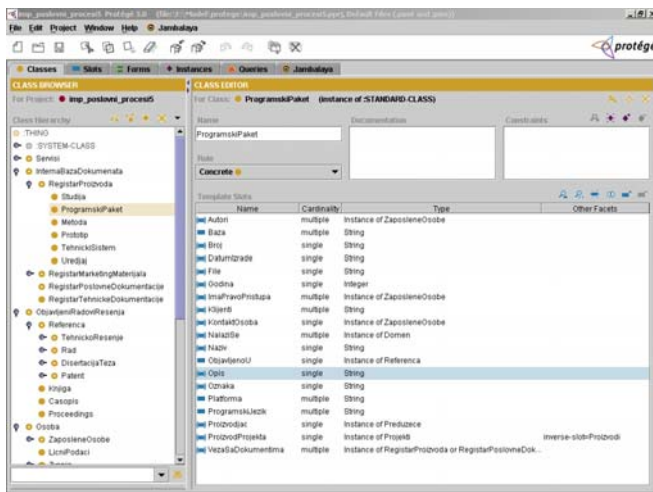 imp_poslovni_procesi5 Protégé 3.0
File Edit Project Window Help Jambalaya
protégé
Classes Slots Forms Instances Queries Jambalaya
CLASS BROWSER
For Project: imp_poslovni_procesi5
Class Hierarchy
:THING
:SYSTEM-CLASS
Servisi
InternaBazaDokumenata
RegistarProizvoda
Studija
ProgramskiPaket
Metoda
Prototip
TehnickiSistem
Uredjaj
RegistarMarketingMaterijala
RegistarPoslovneDokumentacije
RegistarTehnickeDokumentacije
ObjavljeniRadoviResenja
Referenca
TehnickoResenje
Rad
DisertacijaTeza
Patent
Knjiga
Casopis
Proceedings
Osoba
ZaposleneOsobe
LicniPodaci
CLASS EDITOR
For Class: ProgramskiPaket (instance of :STANDARD-CLASS)
Name Documentation Constraints
ProgramskiPaket
Role
Concrete
Template Slots
Name Cardinality Type Other Facets
Autori multiple Instance of ZaposleneOsobe
Baza multiple String
Broj single String
DatumIzrade single String
File single String
Godina single Integer
ImaPravoPristupa multiple Instance of ZaposleneOsobe
Klijenti multiple String
KontaktOsoba single Instance of ZaposleneOsobe
NalaziSe multiple Instance of Domen
Naziv single String
ObjavljenoU single Instance of Referenca
Opis single String
Oznaka single String
Platforma multiple String
ProgramskiJezik multiple String
Proizvodjac single Instance of Preduzece
ProizvodProjekta single Instance of Projekti inverse-slot=Proizvodi
VezaSaDokumentima multiple Instance of RegistarProizvoda or RegistarPoslovneDok...